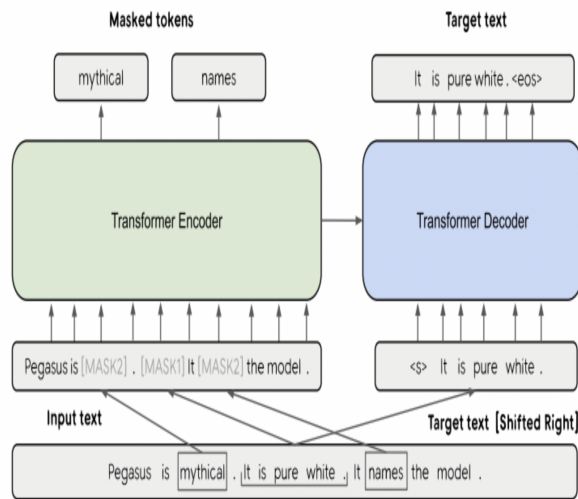 Masked tokens
Target text
mythical
names
It is pure white . <eos>
Transformer Encoder
Transformer Decoder
Pegasus is [MASK2] . [MASK1] It [MASK2] the model .
<s> It is pure white .
Input text
Target text [Shifted Right]
Pegasus is mythical . It is pure white . It names the model .